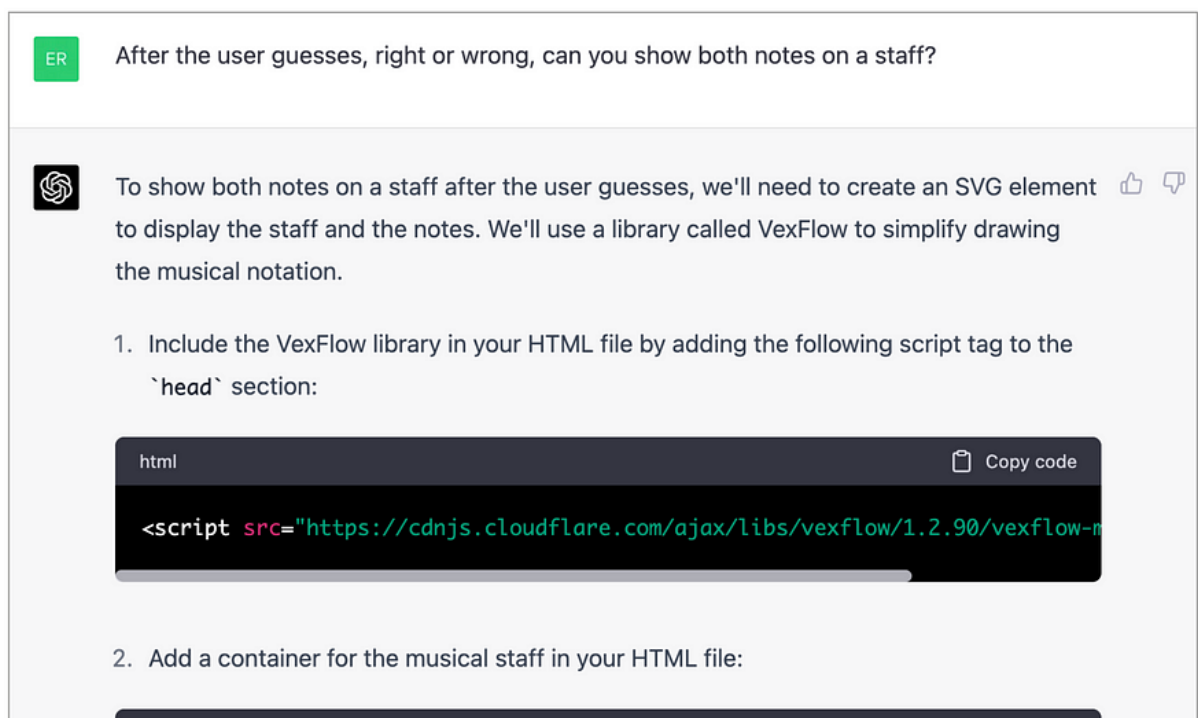 ER
After the user guesses, right or wrong, can you show both notes on a staff?
To show both notes on a staff after the user guesses, we'll need to create an SVG element
to display the staff and the notes. We'll use a library called VexFlow to simplify drawing
the musical notation.
1. Include the VexFlow library in your HTML file by adding the following script tag to the
`head` section:
html
Copy code
<script src="https://cdnjs.cloudflare.com/ajax/libs/vexflow/1.2.90/vexflow-m
2. Add a container for the musical staff in your HTML file: